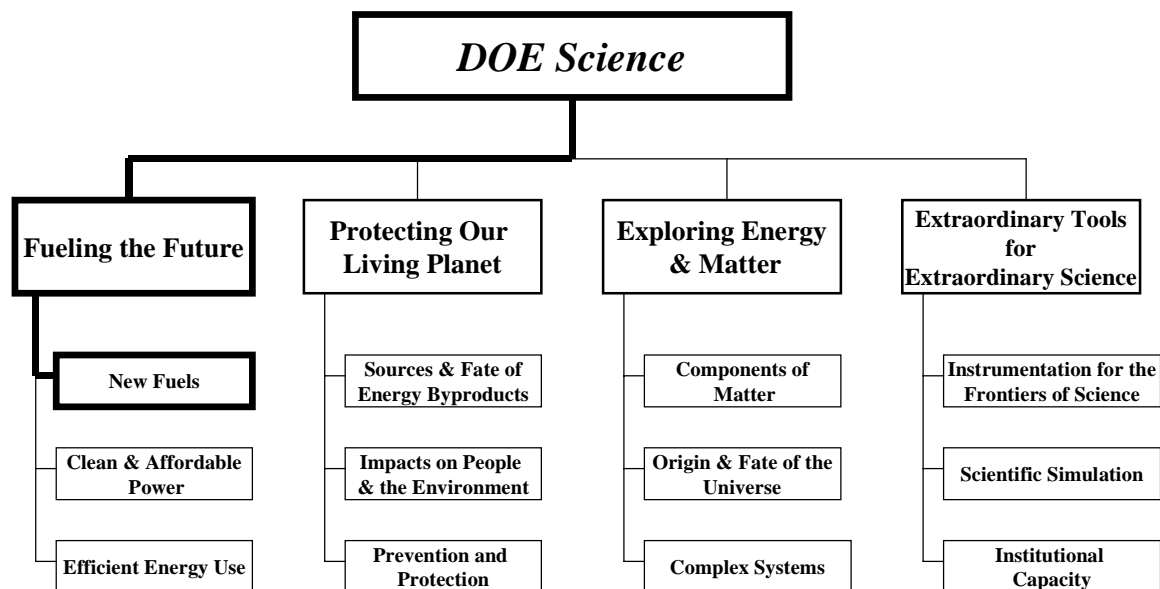 DOE Science
Fueling the Future
Protecting Our
Living Planet
Exploring Energy
& Matter
Extraordinary Tools
for
Extraordinary Science
New Fuels
Sources & Fate of
Energy Byproducts
Components of
Matter
Instrumentation for the
Frontiers of Science
Clean & Affordable
Power
Impacts on People
& the Environment
Origin & Fate of the
Universe
Scientific Simulation
Efficient Energy Use
Prevention and
Protection
Complex Systems
Institutional
Capacity